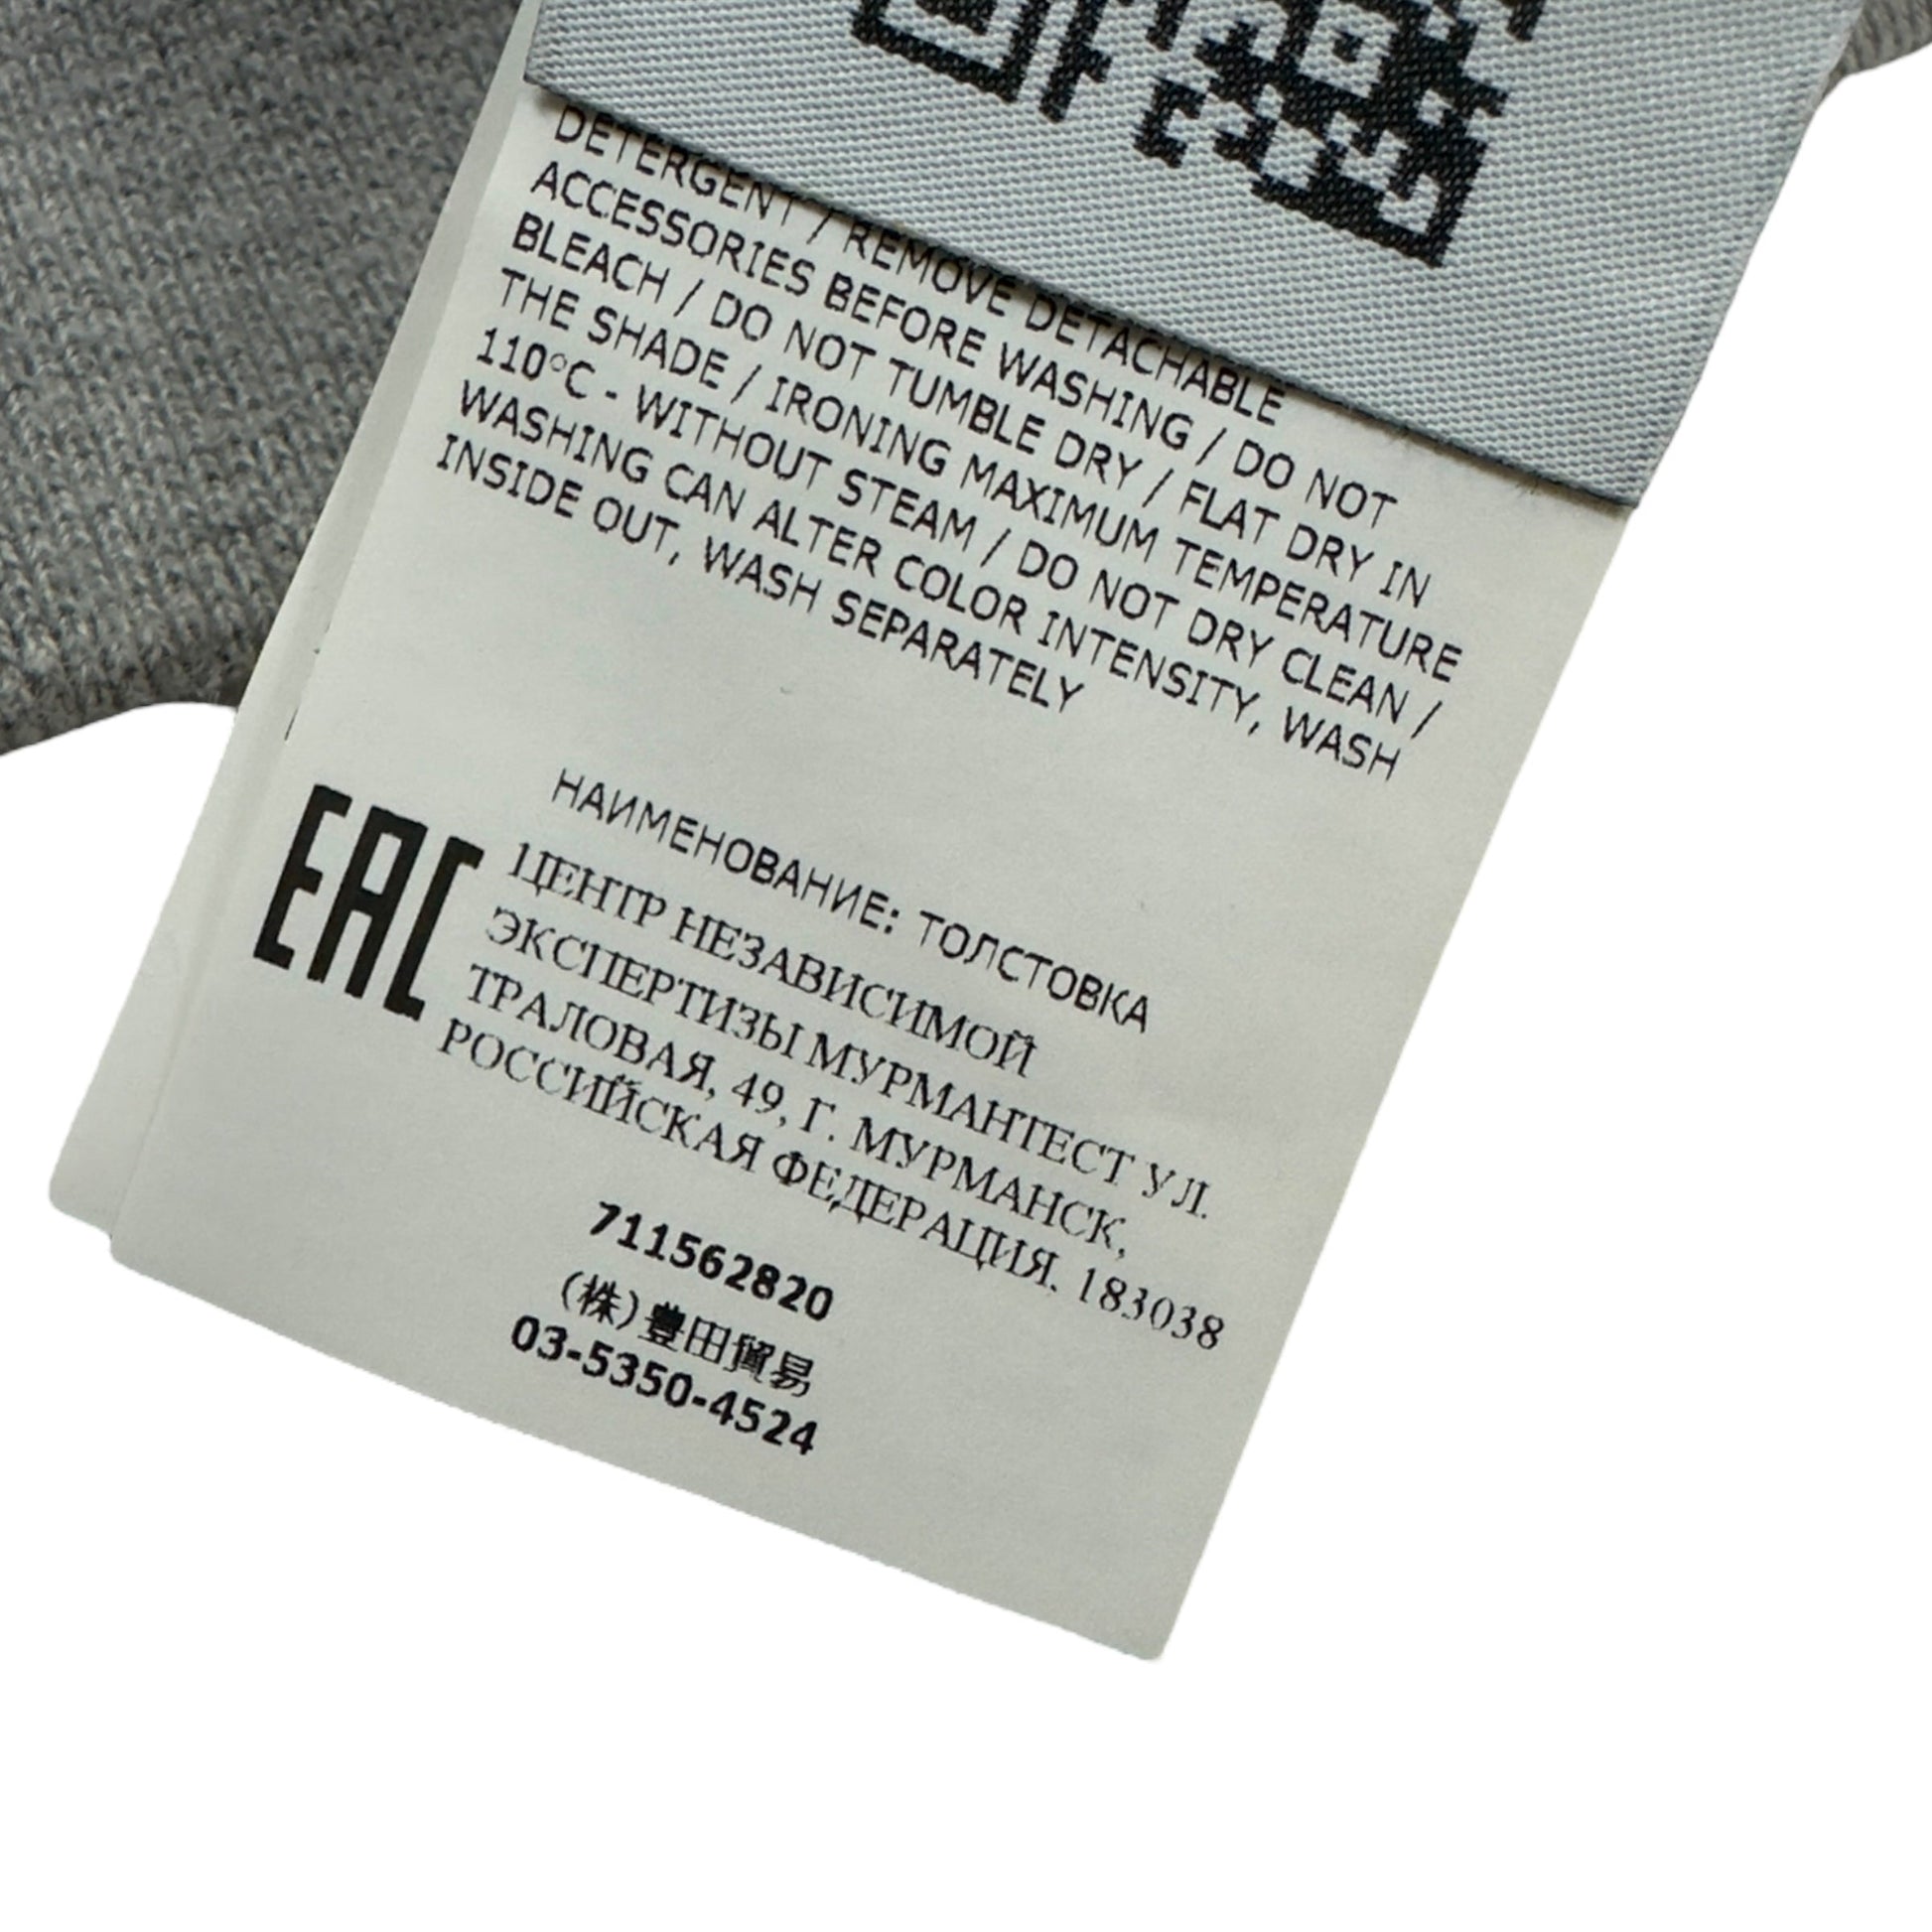 DETERGENT / REMOVE DETACHABLE
ACCESSORIES BEFORE WASHING / DO NOT
BLEACH / DO NOT TUMBLE DRY / FLAT DRY IN
THE SHADE / IRONING MAXIMUM TEMPERATURE
110°C - WITHOUT STEAM / DO NOT DRY CLEAN /
WASHING CAN ALTER COLOR INTENSITY, WASH
INSIDE OUT, WASH SEPARATELY
НАИМЕНОВАНИЕ: ТОЛСТОВКА
EAC
ЦЕНТР НЕЗАВИСИМОЙ
ЭКСПЕРТИЗЫ МУРМАНТЕСТ УЛ.
ТРАЛОВАЯ, 49, Г. МУРМАНСК,
РОССИЙСКАЯ ФЕДЕРАЦИЯ. 183038
711562820
(株)豊田貿易
03-5350-4524